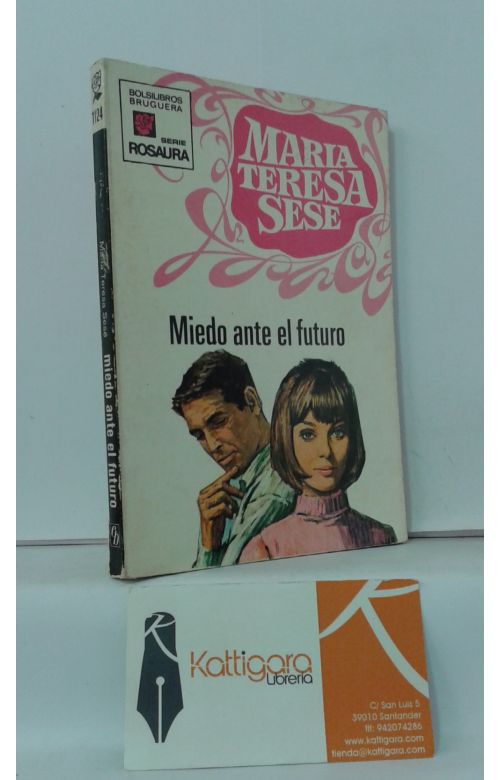 BOLSILIBROS
BRUGUERA
SERIE
ROSAURA
MARIA
TERESA
SESE
Miedo ante el futuro
1124
Maria Teresa Sesé
miedo ante el futuro
Kattigara
Librería
C/ San Luis 5
39010 Santander
tlf: 942074286
www.kattigara.com
tienda@kattigara.com